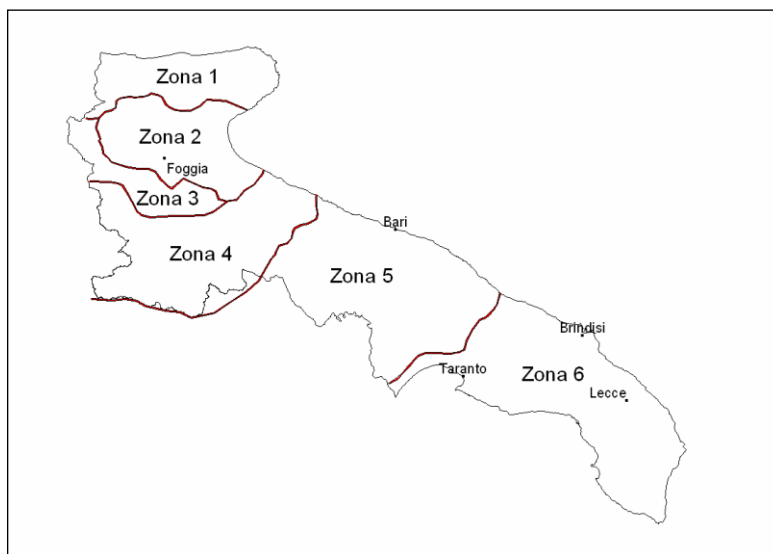 Zona 1
Zona 2
Foggia
Zona 3
Bari
Zona 4
Zona 5
Brindisi
Taranto
Zona 6
Lecce